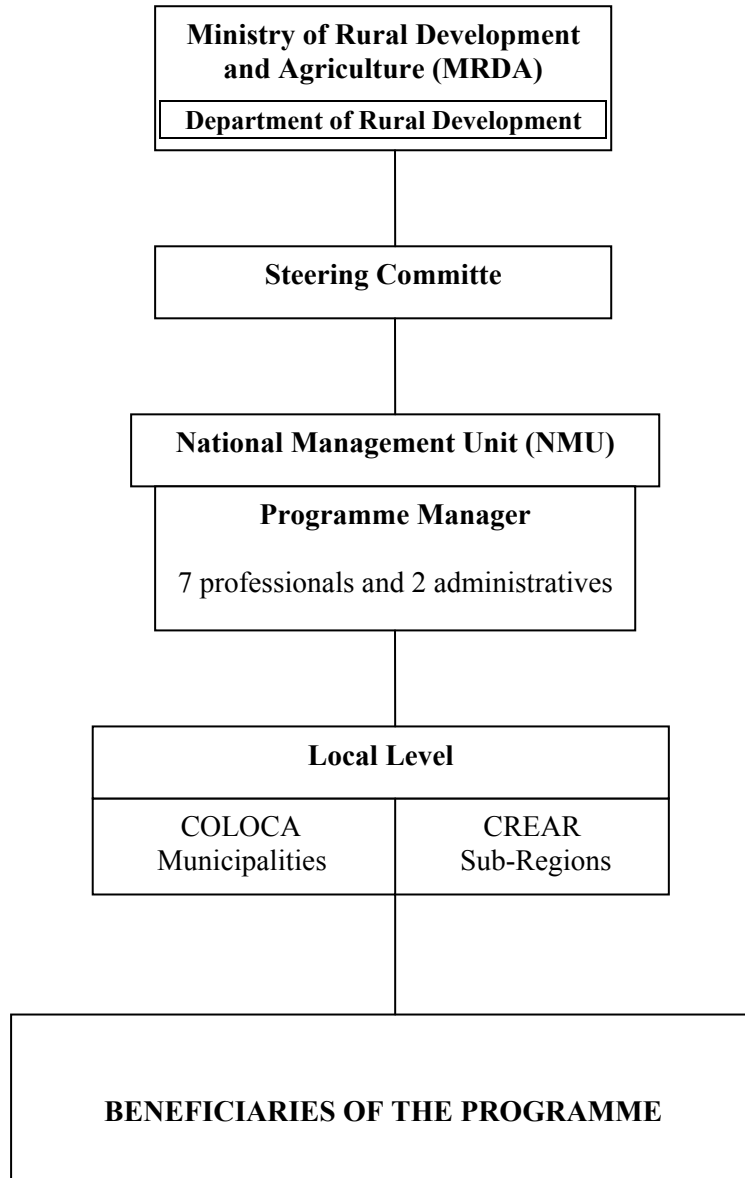 Ministry of Rural Development
and Agriculture (MRDA)
Department of Rural Development
Steering Committe
National Management Unit (NMU)
Programme Manager
7 professionals and 2 administratives
Local Level
COLOCA
Municipalities
CREAR
Sub-Regions
BENEFICIARIES OF THE PROGRAMME